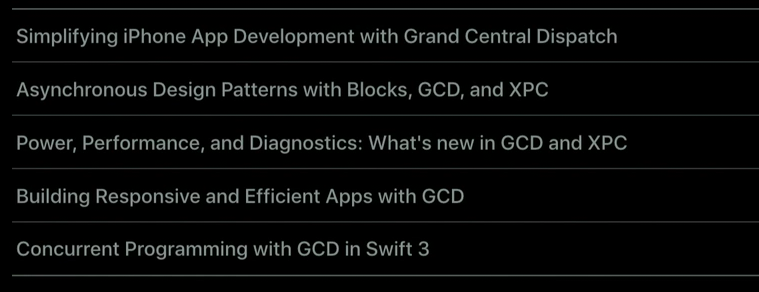 Simplifying iPhone App Development with Grand Central Dispatch
Asynchronous Design Patterns with Blocks, GCD, and XPC
Power, Performance, and Diagnostics: What's new in GCD and XPC
Building Responsive and Efficient Apps with GCD
Concurrent Programming with GCD in Swift 3